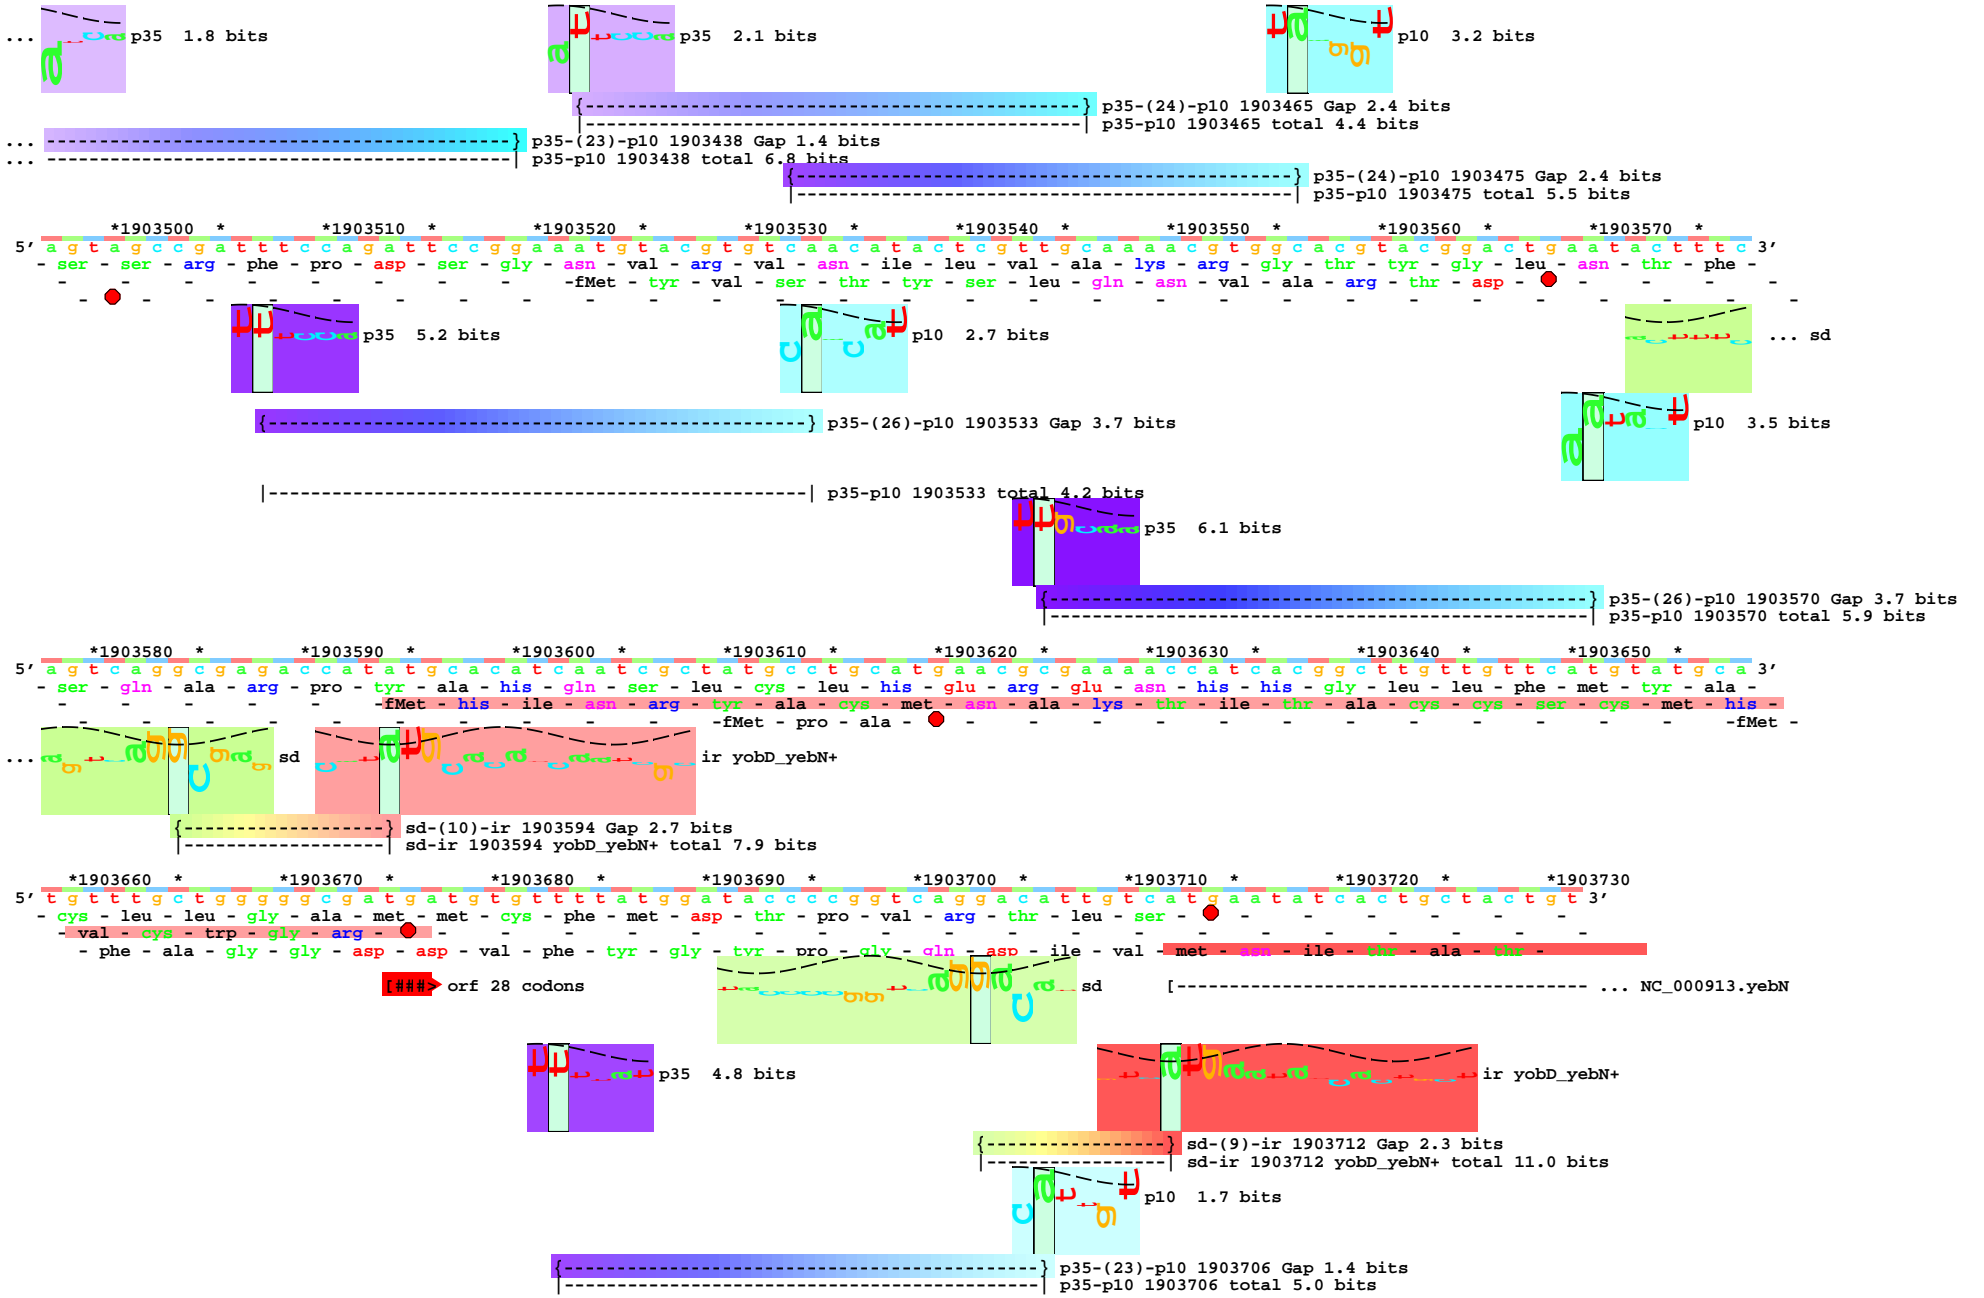 ... p35 1.8 bits p35 2.1 bits p10 3.2 bits
{------------------------------------------------} p35-(24)-p10 1903465 Gap 2.4 bits
|------------------------------------------------| p35-p10 1903465 total 4.4 bits
... --------------------------------------------} p35-(23)-p10 1903438 Gap 1.4 bits
... --------------------------------------------| p35-p10 1903438 total 6.8 bits
{------------------------------------------------} p35-(24)-p10 1903475 Gap 2.4 bits
|------------------------------------------------| p35-p10 1903475 total 5.5 bits
*1903500 * *1903510 * *1903520 * *1903530 * *1903540 * *1903550 * *1903560 * *1903570 *
5' a g t a g c c g a t t t c c a g a t t c c g g a a a t g t a c g t g t c a a c a t a c t c g t t g c a a a a c g t g g c a c g t a c g g a c t g a a t a c t t t c 3'
- ser - ser - arg - phe - pro - asp - ser - gly - asn - val - arg - val - asn - ile - leu - val - ala - lys - arg - gly - thr - tyr - gly - leu - asn - thr - phe -
- - - - - - - - -fMet - tyr - val - ser - thr - tyr - ser - leu - gln - asn - val - ala - arg - thr - asp - - - - -
- - - - - - - - - - - - - - - - - - - - - - - - - - -
p35 5.2 bits p10 2.7 bits ... sd
{----------------------------------------------------} p35-(26)-p10 1903533 Gap 3.7 bits p10 3.5 bits
|----------------------------------------------------| p35-p10 1903533 total 4.2 bits
p35 6.1 bits
{----------------------------------------------------} p35-(26)-p10 1903570 Gap 3.7 bits
|----------------------------------------------------| p35-p10 1903570 total 5.9 bits
*1903580 * *1903590 * *1903600 * *1903610 * *1903620 * *1903630 * *1903640 * *1903650 *
5' a g t c a g g c g a g a c c a t a t g c a c a t c a a t c g c t a t g c c t g c a t g a a c g c g a a a a c c a t c a c g g c t t g t t g t t c a t g t a t g c a 3'
- ser - gln - ala - arg - pro - tyr - ala - his - gln - ser - leu - cys - leu - his - glu - arg - glu - asn - his - his - gly - leu - leu - phe - met - tyr - ala -
- - - - - -fMet - his - ile - asn - arg - tyr - ala - cys - met - asn - ala - lys - thr - ile - thr - ala - cys - cys - ser - cys - met - his -
- - - - - - - - - - -fMet - pro - ala - - - - - - - - - - - - - -fMet -
... sd ir yobD_yebN+
{--------------------} sd-(10)-ir 1903594 Gap 2.7 bits
|--------------------| sd-ir 1903594 yobD_yebN+ total 7.9 bits
*1903660 * *1903670 * *1903680 * *1903690 * *1903700 * *1903710 * *1903720 * *1903730
5' t g t t t g c t g g g g g c g a t g a t g t g t t t t a t g g a t a c c c c g g t c a g g a c a t t g t c a t g a a t a t c a c t g c t a c t g t 3'
- cys - leu - leu - gly - ala - met - met - cys - phe - met - asp - thr - pro - val - arg - thr - leu - ser - - - - - - -
- val - cys - trp - gly - arg - - - - - - - - - - - - - - - - - - -
- phe - ala - gly - gly - asp - asp - val - phe - tyr - gly - tyr - pro - gly - gln - asp - ile - val - met - asn - ile - thr - ala - thr -
[###> orf 28 codons sd [--------------------------------------- ... NC_000913.yebN
p35 4.8 bits ir yobD_yebN+
{------------------} sd-(9)-ir 1903712 Gap 2.3 bits
|------------------| sd-ir 1903712 yobD_yebN+ total 11.0 bits
p10 1.7 bits
{----------------------------------------------} p35-(23)-p10 1903706 Gap 1.4 bits
|----------------------------------------------| p35-p10 1903706 total 5.0 bits